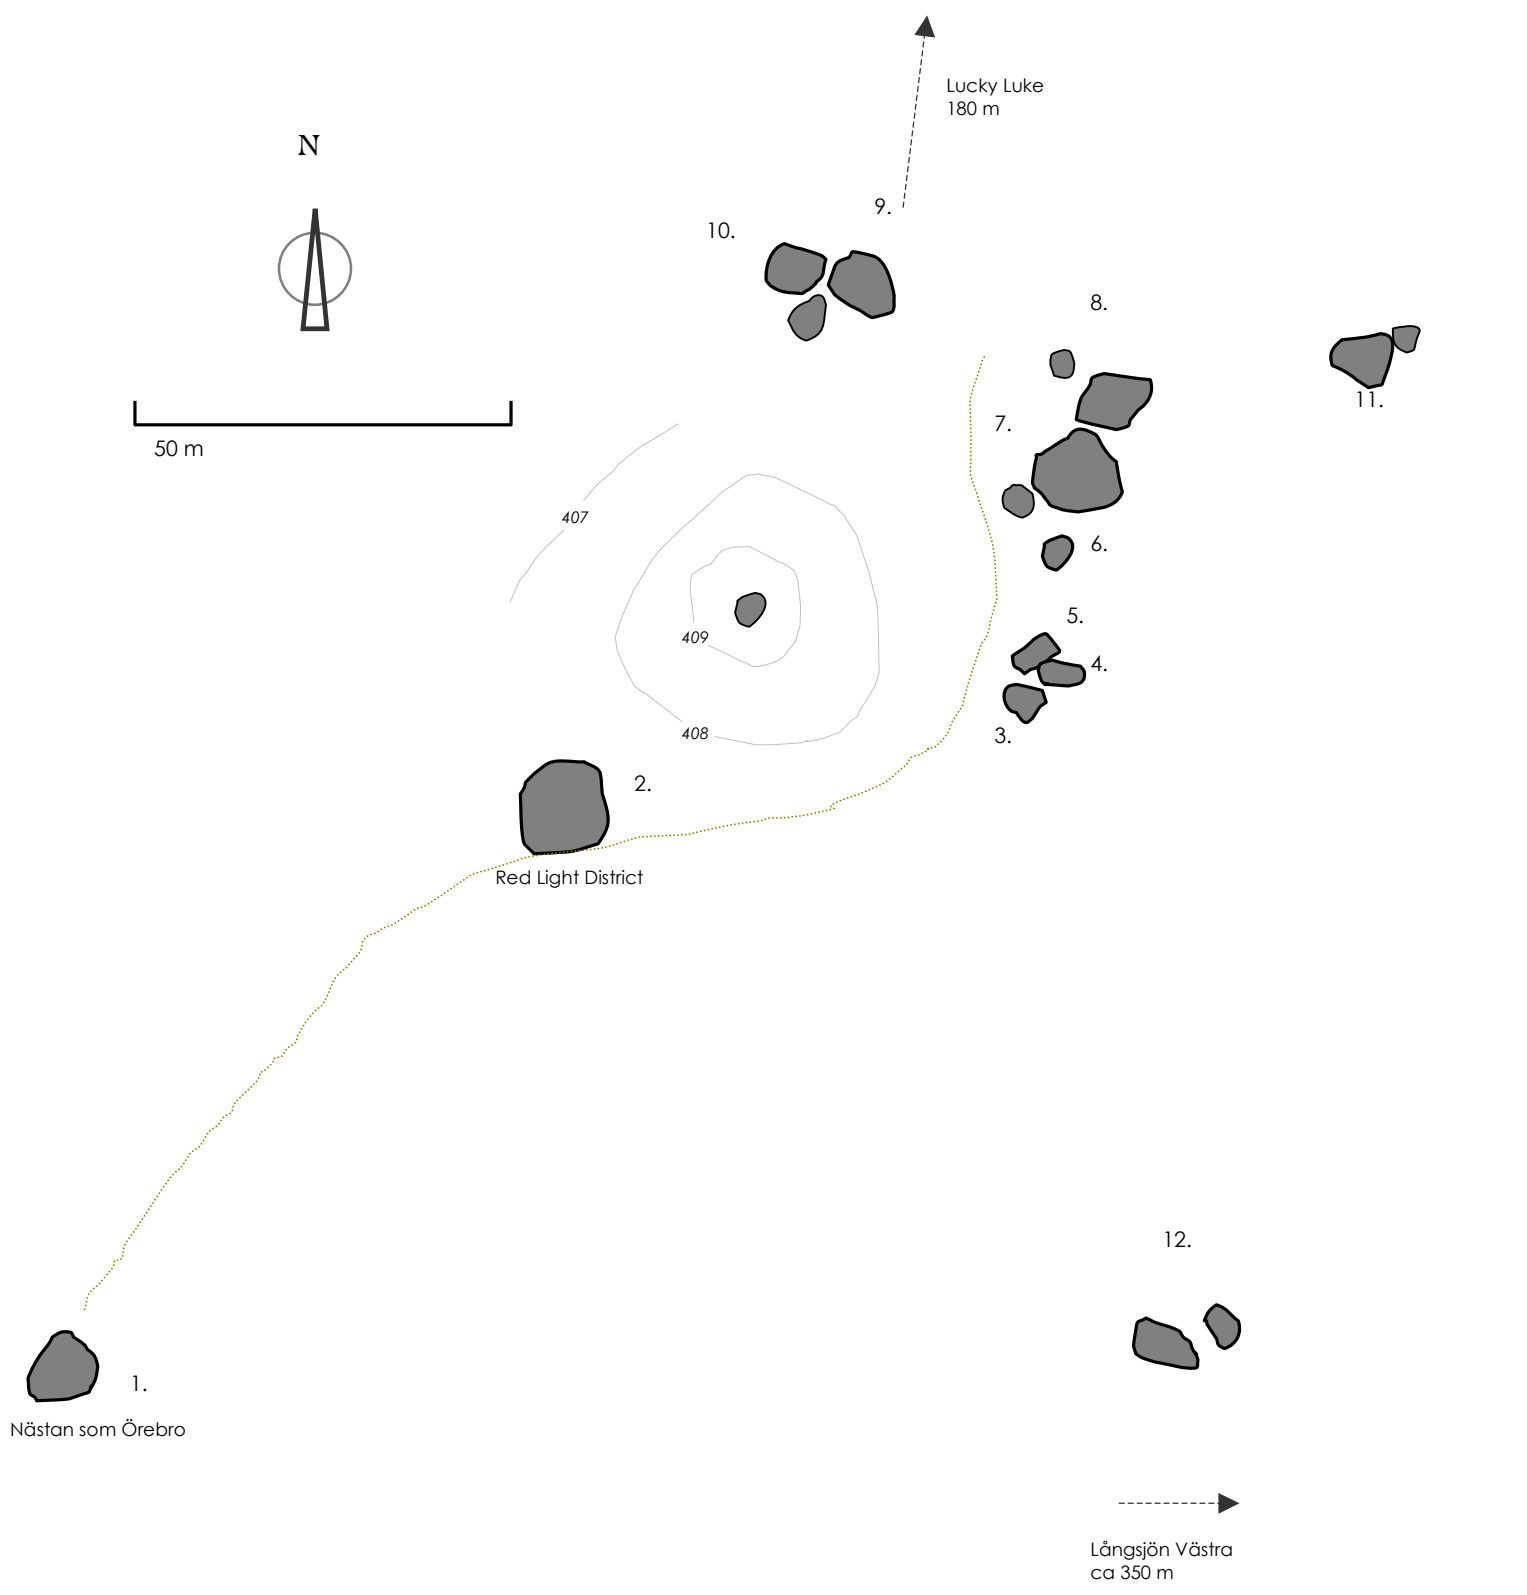 Lucky Luke
180 m
N
9.
10.
8.
11.
7.
50 m
407
6.
5.
409
4.
408
3.
2.
Red Light District
12.
1.
Nästan som Örebro
Långsjön Västra
ca 350 m